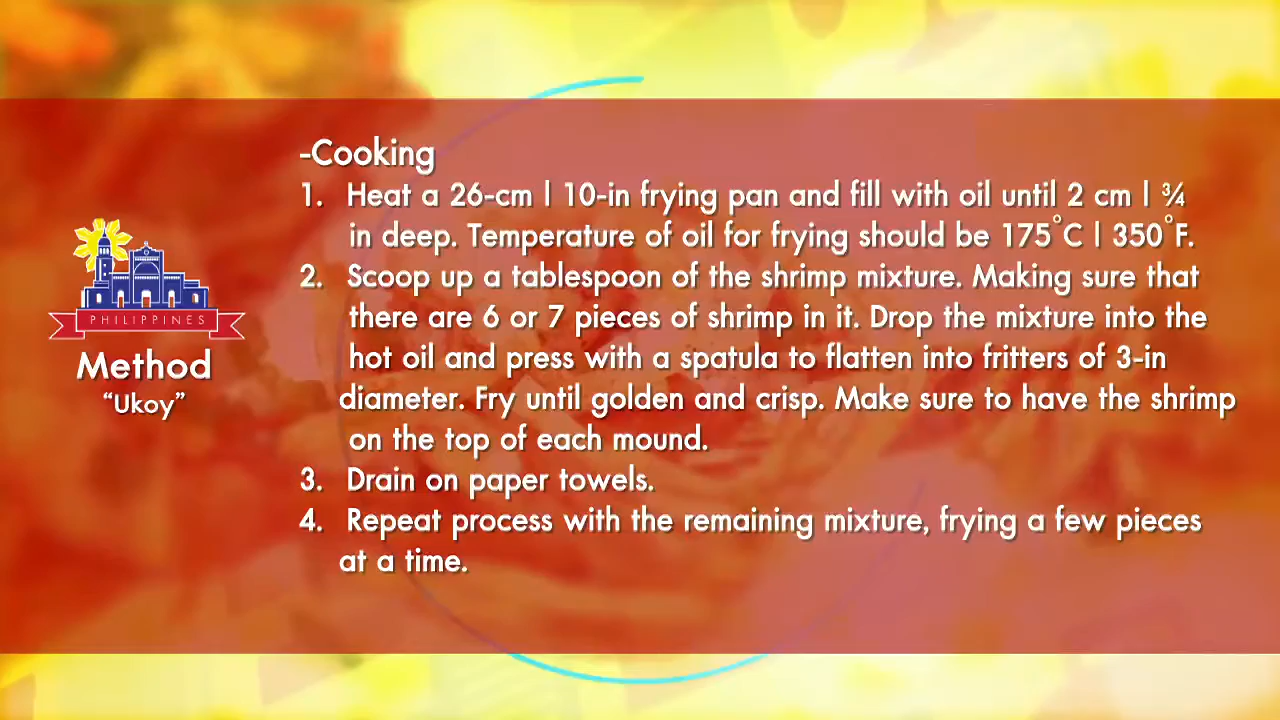 -Cooking
1. Heat a 26-cm | 10-in frying pan and fill with oil until 2 cm | ¾
in deep. Temperature of oil for frying should be 175°C | 350°F.
2. Scoop up a tablespoon of the shrimp mixture. Making sure that
there are 6 or 7 pieces of shrimp in it. Drop the mixture into the
hot oil and press with a spatula to flatten into fritters of 3-in
diameter. Fry until golden and crisp. Make sure to have the shrimp
on the top of each mound.
3. Drain on paper towels.
4. Repeat process with the remaining mixture, frying a few pieces
at a time.
PHILIPPINES
Method
“Ukoy”